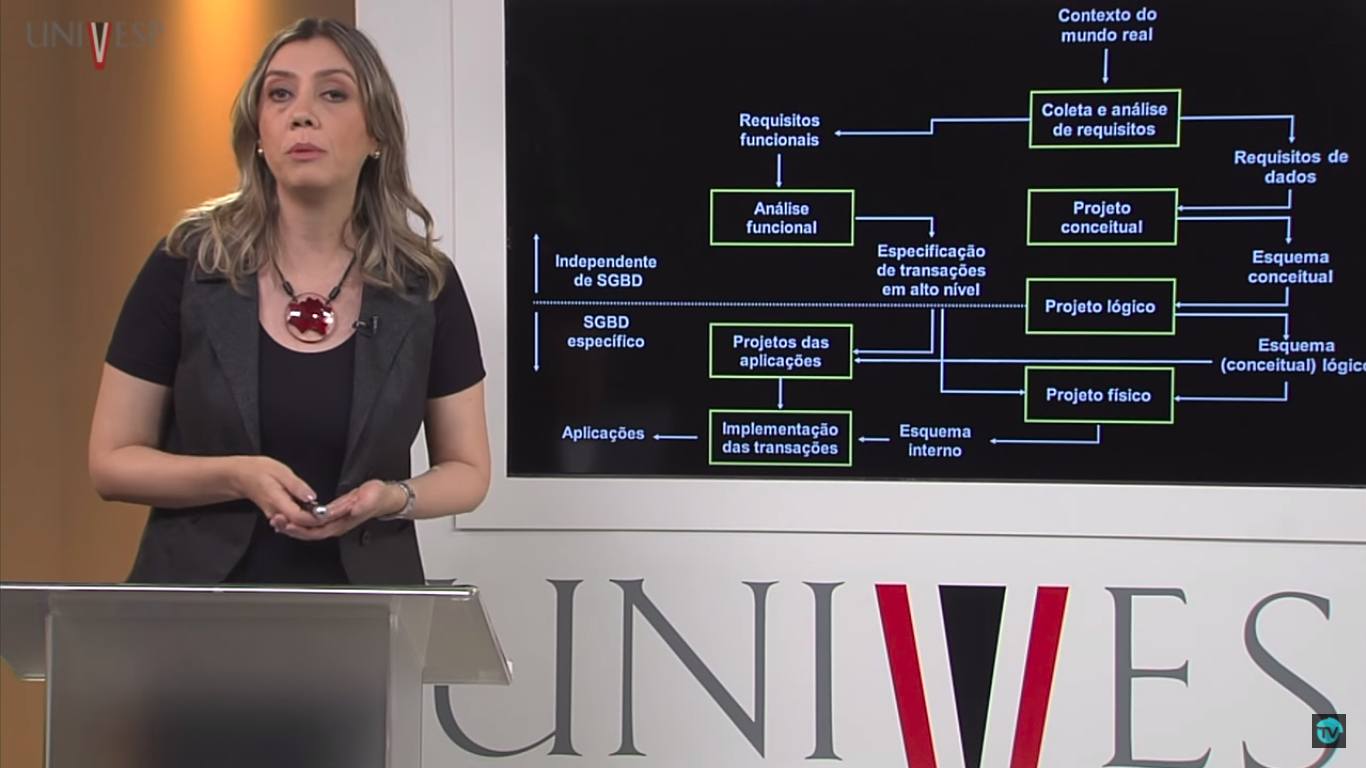 UNIVESP
Contexto do
mundo real
Coleta e análise
de requisitos
Requisitos
funcionais
Requisitos de
dados
Análise
funcional
Projeto
conceitual
Especificação
de transações
em alto nível
Esquema
conceitual
Independente
de SGBD
Projeto lógico
SGBD
específico
Projetos das
aplicações
Esquema
(conceitual) lógico
Projeto físico
Aplicações
Implementação
das transações
Esquema
interno
UNIVES
TV